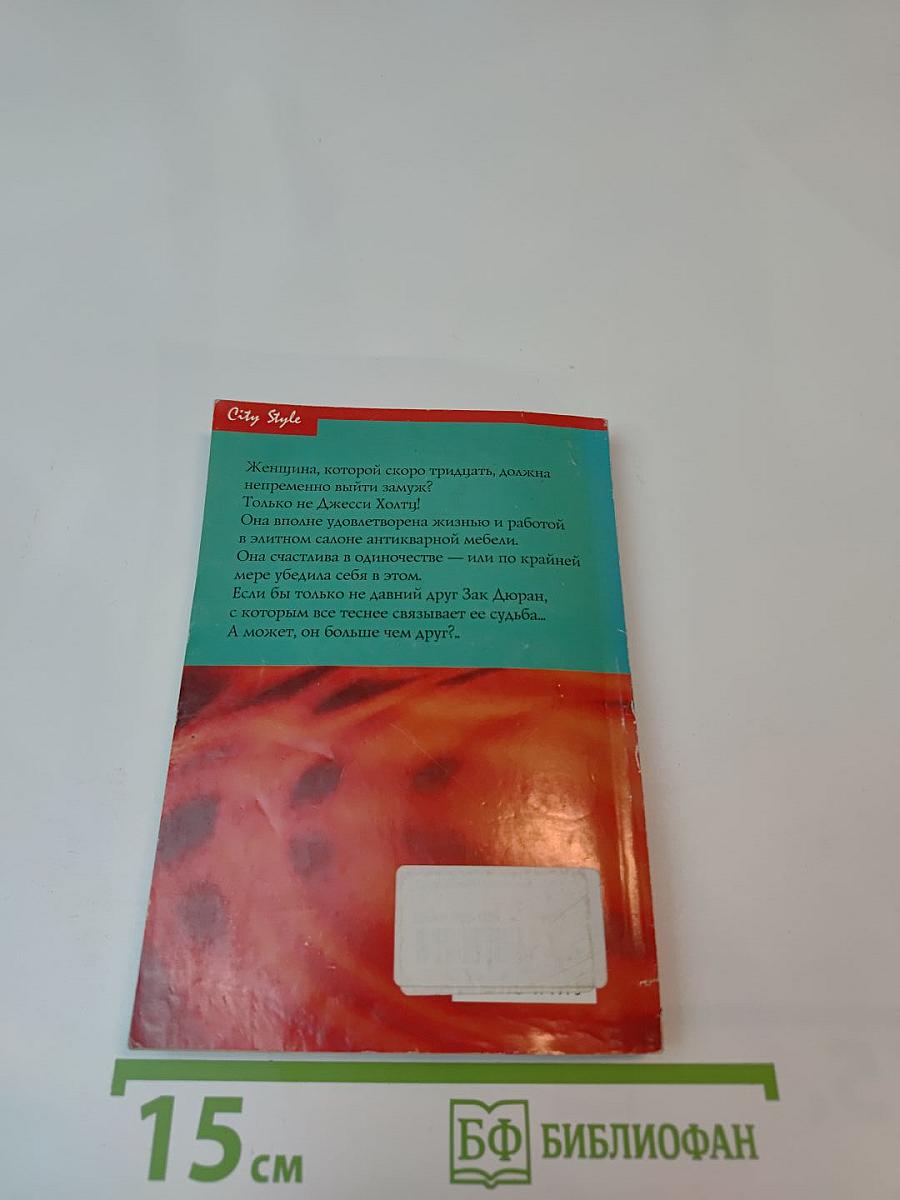 City Style
Женщина, которой скоро тридцать, должна
непременно выйти замуж?
Только не Джесси Холтц!
Она вполне удовлетворена жизнью и работой
в элитном салоне антикварной мебели.
Она счастлива в одиночестве — или по крайней
мере убедила себя в этом.
Если бы только не давний друг Зак Дюран,
с которым все теснее связывает ее судьба...
А может, он больше чем друг?..
15 см
БФ БИБЛИОФАН